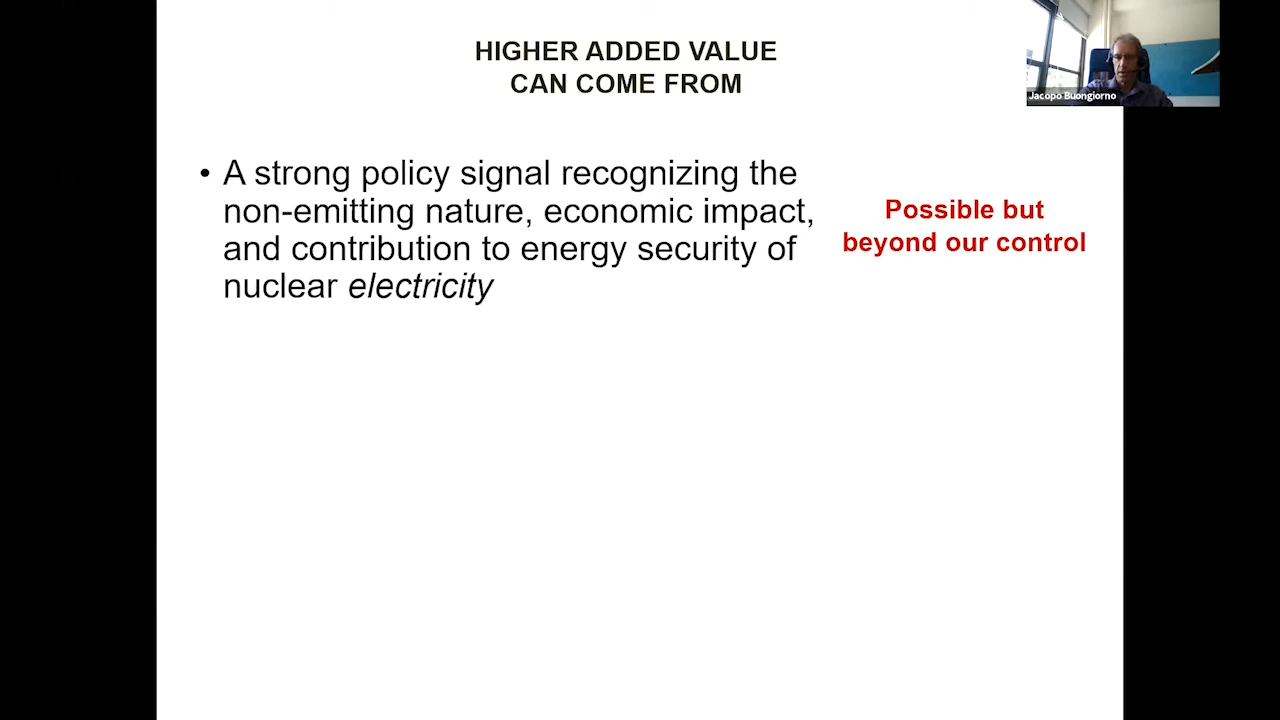 HIGHER ADDED VALUE
CAN COME FROM
Jacopo Buongiorno
• A strong policy signal recognizing the
non-emitting nature, economic impact,
and contribution to energy security of
nuclear electricity
Possible but
beyond our control